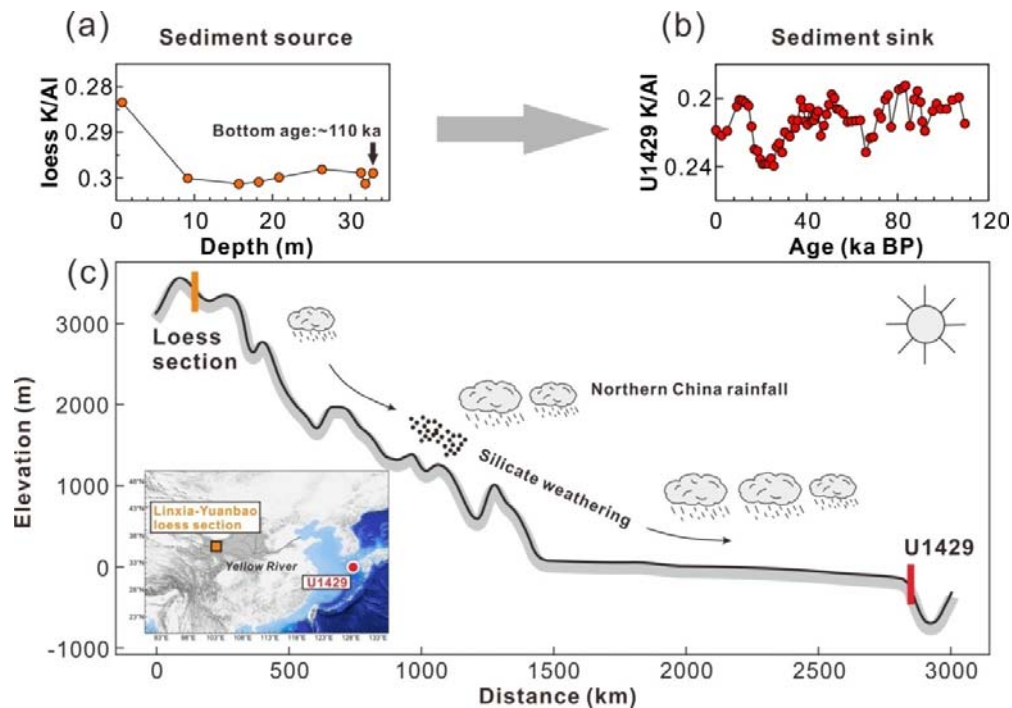 (a)
Sediment source
loess K/Al
0.28
0.29
0.3
Bottom age:~110 ka
0
10
20
30
Depth (m)
(b)
Sediment sink
U1429 K/Al
0.2
0.24
0
40
80
120
Age (ka BP)
(c)
Elevation (m)
3000
2000
1000
0
-1000
Loess
section
Northern China rainfall
Silicate weathering
U1429
Linxia-Yuanbao
loess section
Yellow River
U1429
0
500
1000
1500
2000
2500
3000
Distance (km)